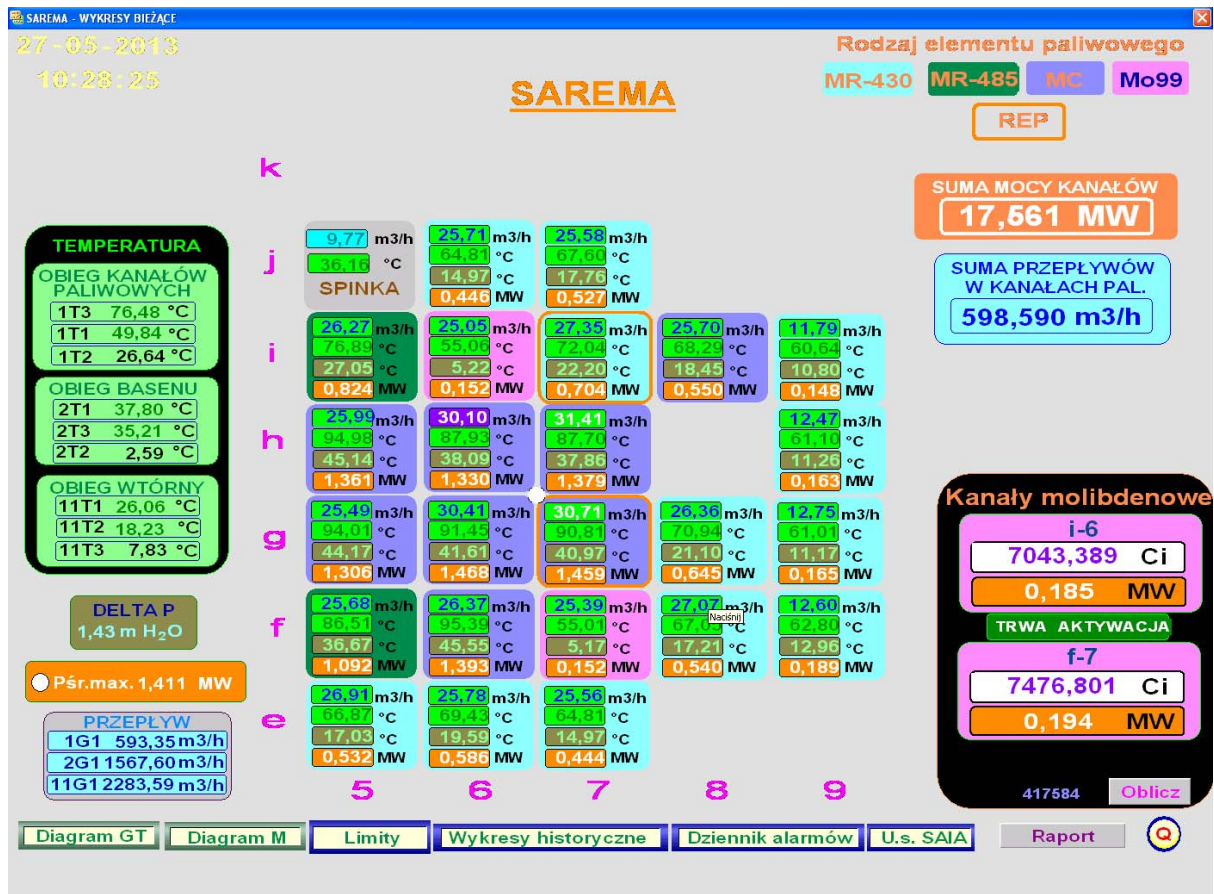 SAREMA - WYKRESY BIEŻĄCE
27-05-2013
10:28:25
SAREMA
Rodzaj elementu paliwowego
MR-430 MR-485 MC Mo99
REP
SUMA MOCY KANAŁÓW
17,561 MW
SUMA PRZEPŁYWÓW
W KANAŁACH PAL.
598,590 m3/h
TEMPERATURA
OBIEG KANAŁÓW
PALIWOWYCH
1T3 76,48 °C
1T1 49,84 °C
1T2 26,64 °C
OBIEG BASENU
2T1 37,80 °C
2T3 35,21 °C
2T2 2,59 °C
OBIEG WTÓRNY
11T1 26,06 °C
11T2 18,23 °C
11T3 7,83 °C
DELTA P
1,43 m H₂O
Pśr.max. 1,411 MW
PRZEPŁYW
1G1 593,35 m3/h
2G1 1567,60 m3/h
11G1 2283,59 m3/h
k
j
9,77 m3/h 25,71 m3/h 25,58 m3/h
36,16 °C 64,81 °C 67,60 °C
SPINKA 14,97 °C 17,76 °C
0,446 MW 0,527 MW
i
26,27 m3/h 25,05 m3/h 27,35 m3/h 25,70 m3/h 11,79 m3/h
76,89 °C 55,06 °C 72,04 °C 68,29 °C 60,64 °C
27,05 °C 5,22 °C 22,20 °C 18,45 °C 10,80 °C
0,824 MW 0,152 MW 0,704 MW 0,550 MW 0,148 MW
h
25,99 m3/h 30,10 m3/h 31,41 m3/h 12,47 m3/h
94,98 °C 87,93 °C 87,70 °C 61,10 °C
45,14 °C 38,09 °C 37,86 °C 11,26 °C
1,361 MW 1,330 MW 1,379 MW 0,163 MW
g
25,49 m3/h 30,41 m3/h 30,71 m3/h 26,36 m3/h 12,75 m3/h
94,01 °C 91,45 °C 90,81 °C 70,94 °C 61,01 °C
44,17 °C 41,61 °C 40,97 °C 21,10 °C 11,17 °C
1,306 MW 1,468 MW 1,459 MW 0,645 MW 0,165 MW
f
25,68 m3/h 26,37 m3/h 25,39 m3/h 27,07 m3/h 12,60 m3/h
Naciśnij
86,51 °C 95,39 °C 55,01 °C 67,05 °C 62,80 °C
36,67 °C 45,55 °C 5,17 °C 17,21 °C 12,96 °C
1,092 MW 1,393 MW 0,152 MW 0,540 MW 0,189 MW
e
26,91 m3/h 25,78 m3/h 25,56 m3/h
66,87 °C 69,43 °C 64,81 °C
17,03 °C 19,59 °C 14,97 °C
0,532 MW 0,586 MW 0,444 MW
5 6 7 8 9
Kanały molibdenowe
i-6
7043,389 Ci
0,185 MW
TRWA AKTYWACJA
f-7
7476,801 Ci
0,194 MW
417584 Oblicz
Diagram GT Diagram M Limity Wykresy historyczne Dziennik alarmów U.s. SAIA Raport Q